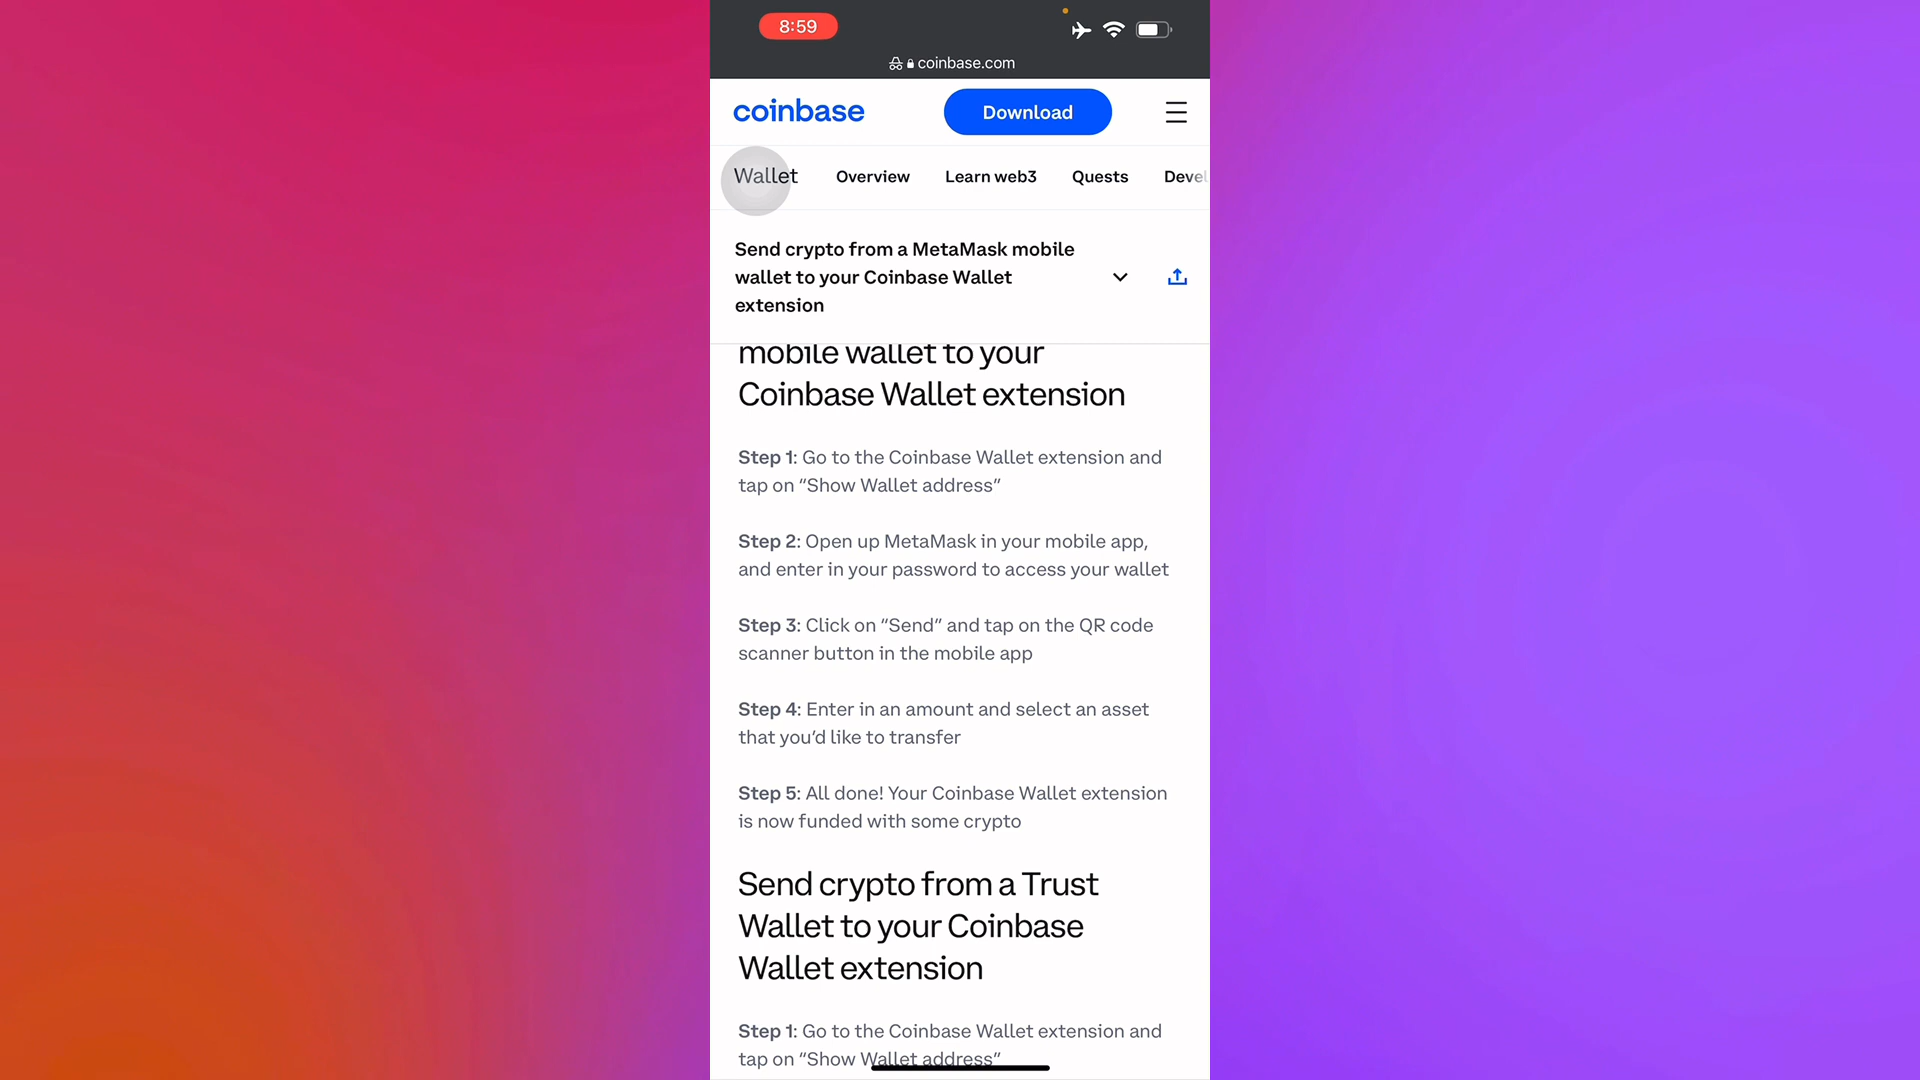 8:59
coinbase.com
coinbase
Download
Wallet Overview Learn web3 Quests Devel
Send crypto from a MetaMask mobile
wallet to your Coinbase Wallet
extension
mobile wallet to your
Coinbase Wallet extension
Step 1: Go to the Coinbase Wallet extension and
tap on “Show Wallet address”
Step 2: Open up MetaMask in your mobile app,
and enter in your password to access your wallet
Step 3: Click on “Send” and tap on the QR code
scanner button in the mobile app
Step 4: Enter in an amount and select an asset
that you’d like to transfer
Step 5: All done! Your Coinbase Wallet extension
is now funded with some crypto
Send crypto from a Trust
Wallet to your Coinbase
Wallet extension
Step 1: Go to the Coinbase Wallet extension and
tap on “Show Wallet address”